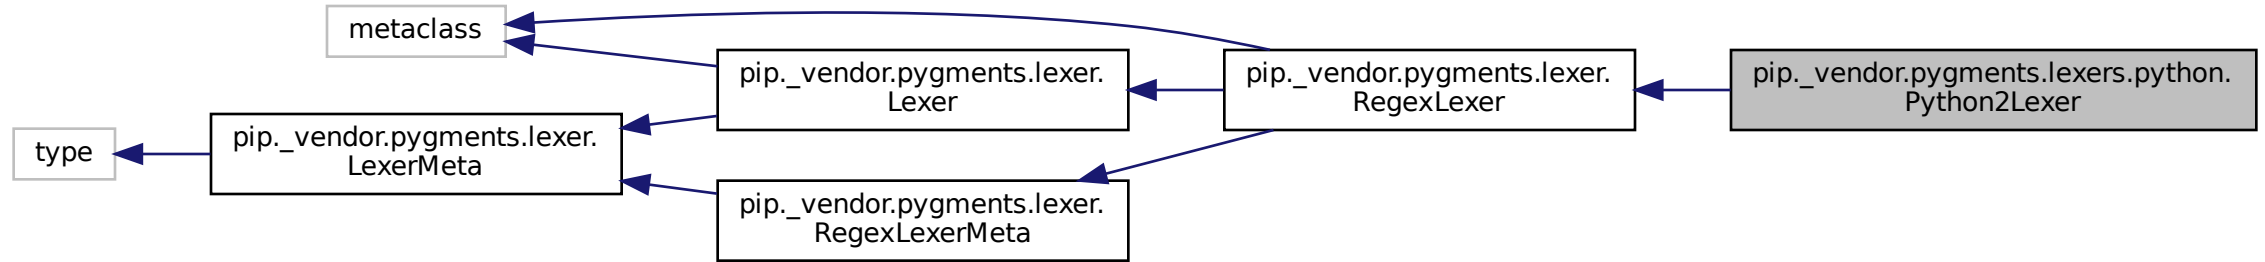 metaclass
pip._vendor.pygments.lexer.
Lexer
pip._vendor.pygments.lexer.
RegexLexer
pip._vendor.pygments.lexers.python.
Python2Lexer
type
pip._vendor.pygments.lexer.
LexerMeta
pip._vendor.pygments.lexer.
RegexLexerMeta